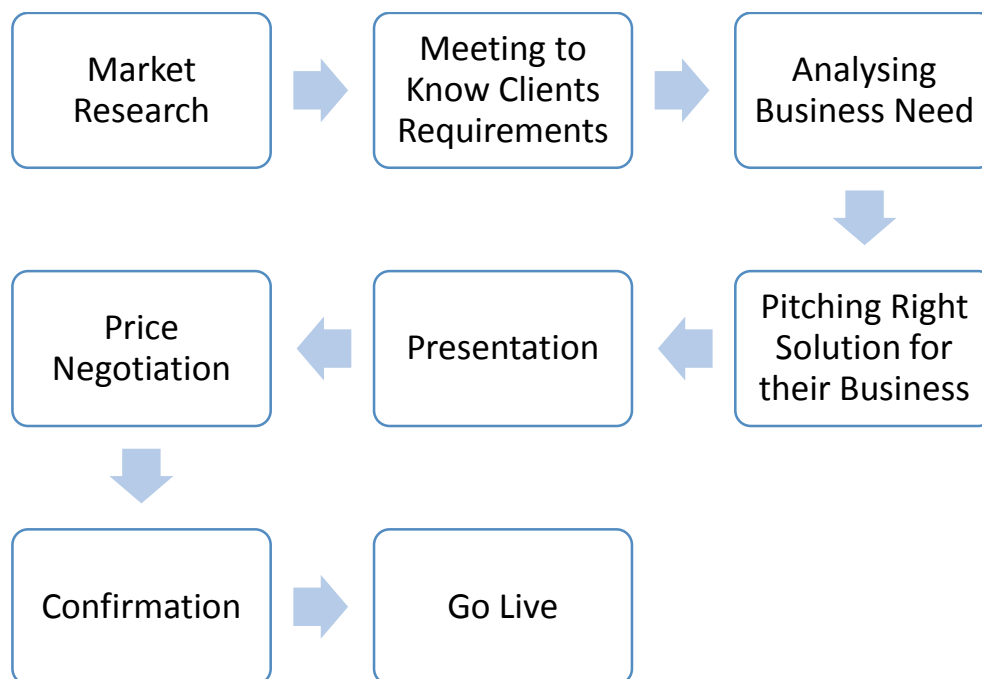 Market
Research
Meeting to
Know Clients
Requirements
Analysing
Business Need
Pitching Right
Solution for
their Business
Presentation
Price
Negotiation
Confirmation
Go Live